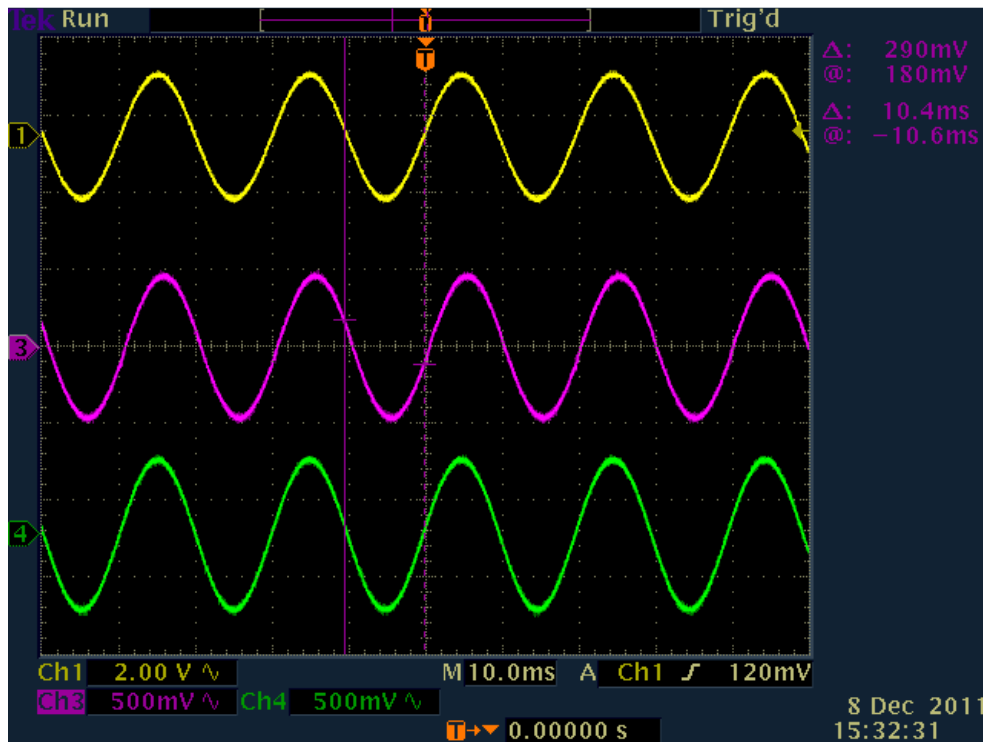 Tek Run Trig'd
T
T
Δ: 290mV
@: 180mV
Δ: 10.4ms
@: −10.6ms
1
3
4
Ch1 2.00 V M 10.0ms A Ch1 120mV
Ch3 500mV Ch4 500mV
T 0.00000 s
8 Dec 2011
15:32:31